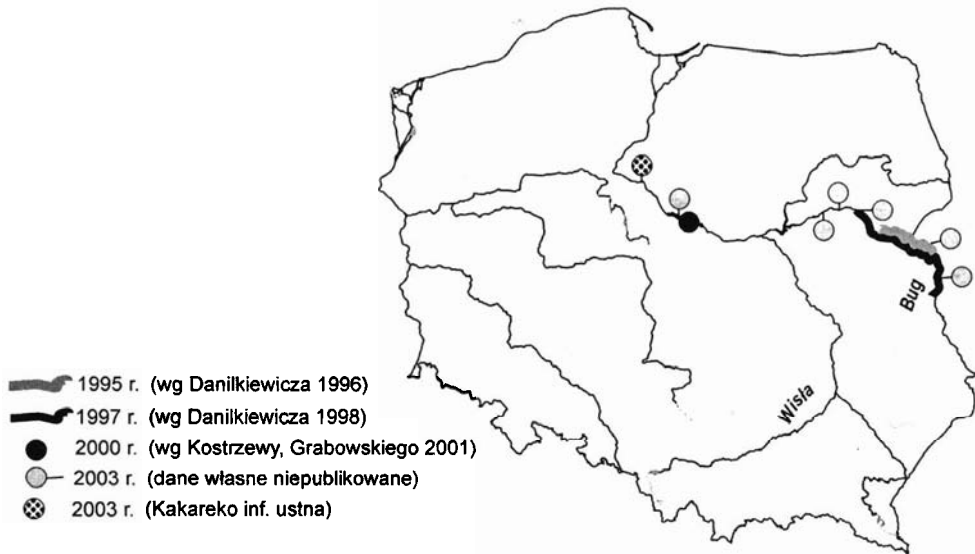 Bug
Wisła
1995 r. (wg Danilkiewicza 1996)
1997 r. (wg Danilkiewicza 1998)
2000 r. (wg Kostrzewy, Grabowskiego 2001)
2003 r. (dane własne niepublikowane)
2003 r. (Kakareko inf. ustna)